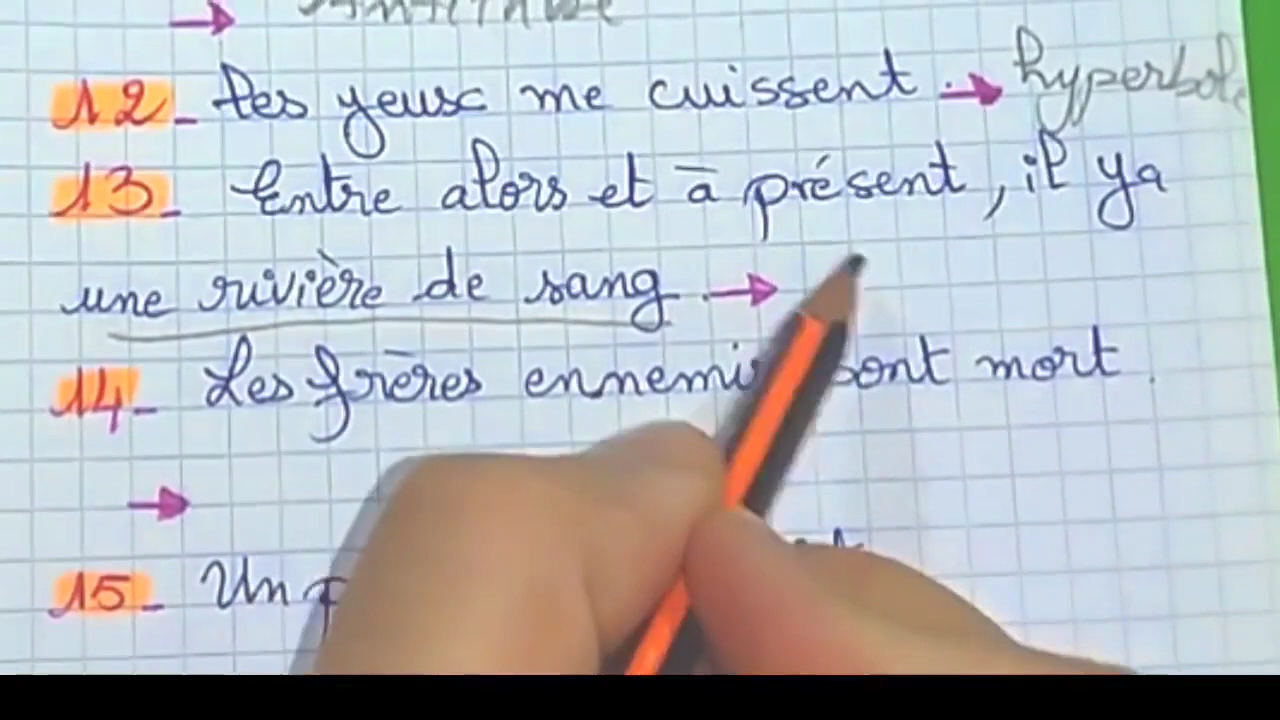 12_ Les yeux me cuissent → hyperbole
13_ Entre alors et à présent, il ya
une rivière de sang →
14_ Les frères ennemis sont mort.
→
15_ Un